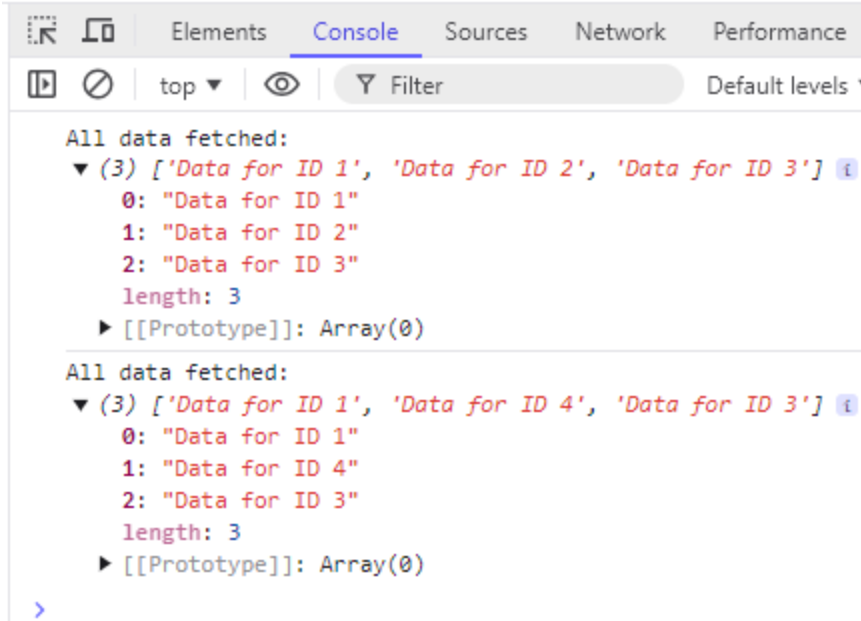 Elements Console Sources Network Performance
top ▼ Filter Default levels
All data fetched:
▼ (3) ['Data for ID 1', 'Data for ID 2', 'Data for ID 3'] i
0: "Data for ID 1"
1: "Data for ID 2"
2: "Data for ID 3"
length: 3
▶ [[Prototype]]: Array(0)
All data fetched:
▼ (3) ['Data for ID 1', 'Data for ID 4', 'Data for ID 3'] i
0: "Data for ID 1"
1: "Data for ID 4"
2: "Data for ID 3"
length: 3
▶ [[Prototype]]: Array(0)
>